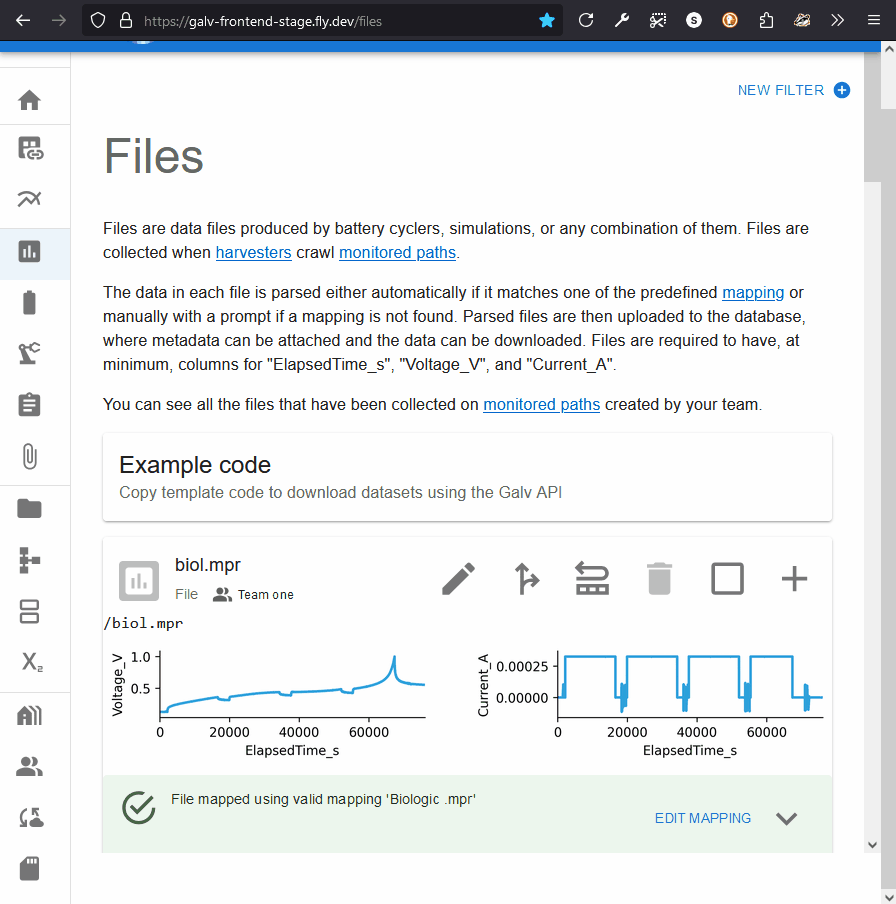 https://galv-frontend-stage.fly.dev/files
S
NEW FILTER
Files
Files are data files produced by battery cyclers, simulations, or any combination of them. Files are
collected when harvesters crawl monitored paths.
The data in each file is parsed either automatically if it matches one of the predefined mapping or
manually with a prompt if a mapping is not found. Parsed files are then uploaded to the database,
where metadata can be attached and the data can be downloaded. Files are required to have, at
minimum, columns for "ElapsedTime_s", "Voltage_V", and "Current_A".
You can see all the files that have been collected on monitored paths created by your team.
Example code
Copy template code to download datasets using the Galv API
biol.mpr
File Team one
/biol.mpr
Voltage_V
1.0
0.5
0 20000 40000 60000
ElapsedTime_s
Current_A
0.00025
0.00000
0 20000 40000 60000
ElapsedTime_s
X₂
File mapped using valid mapping 'Biologic .mpr'
EDIT MAPPING